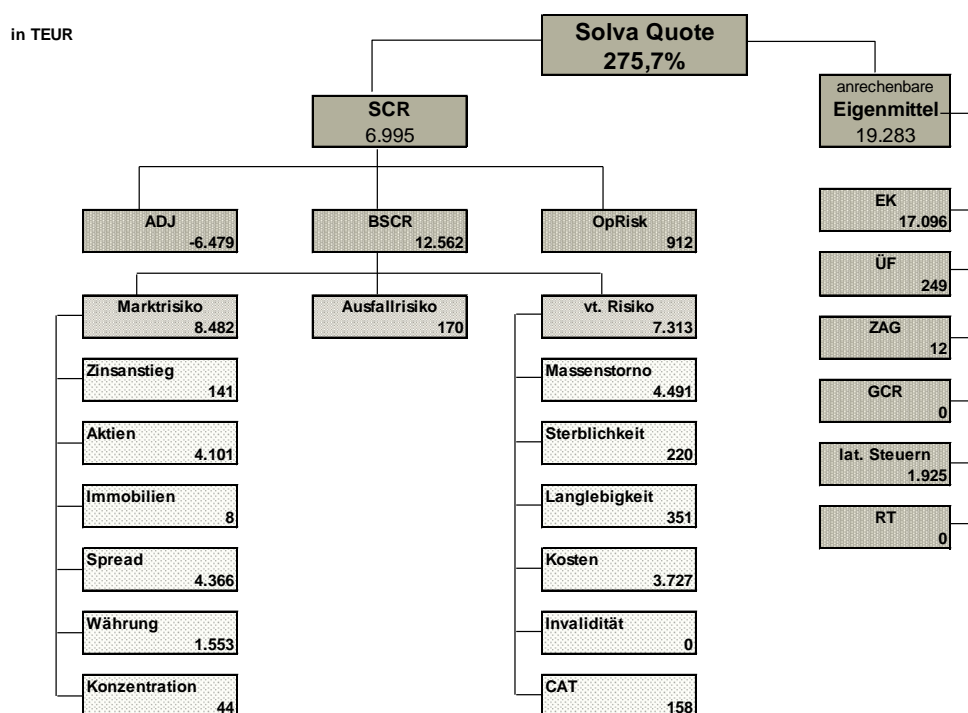 in TEUR
Solva Quote
275,7%
SCR
6.995
anrechenbare
Eigenmittel
19.283
ADJ
-6.479
BSCR
12.562
OpRisk
912
Marktrisiko
8.482
Ausfallrisiko
170
vt. Risiko
7.313
Zinsanstieg
141
Aktien
4.101
Immobilien
8
Spread
4.366
Währung
1.553
Konzentration
44
Massenstorno
4.491
Sterblichkeit
220
Langlebigkeit
351
Kosten
3.727
Invalidität
0
CAT
158
EK
17.096
ÜF
249
ZAG
12
GCR
0
lat. Steuern
1.925
RT
0